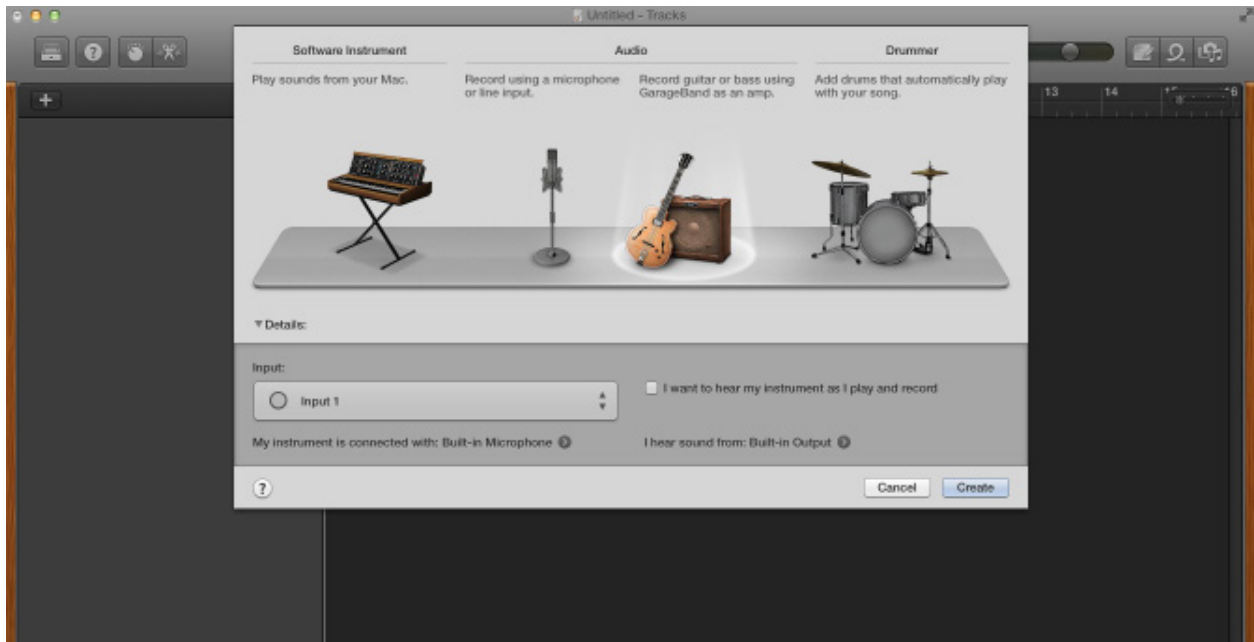 Untitled - Tracks
Software Instrument
Audio
Drummer
Play sounds from your Mac.
Record using a microphone
or line input.
Record guitar or bass using
GarageBand as an amp.
Add drums that automatically play
with your song.
13 14
▼Details:
Input:
Input 1
I want to hear my instrument as I play and record
My instrument is connected with: Built-in Microphone
I hear sound from: Built-in Output
?
Cancel
Create